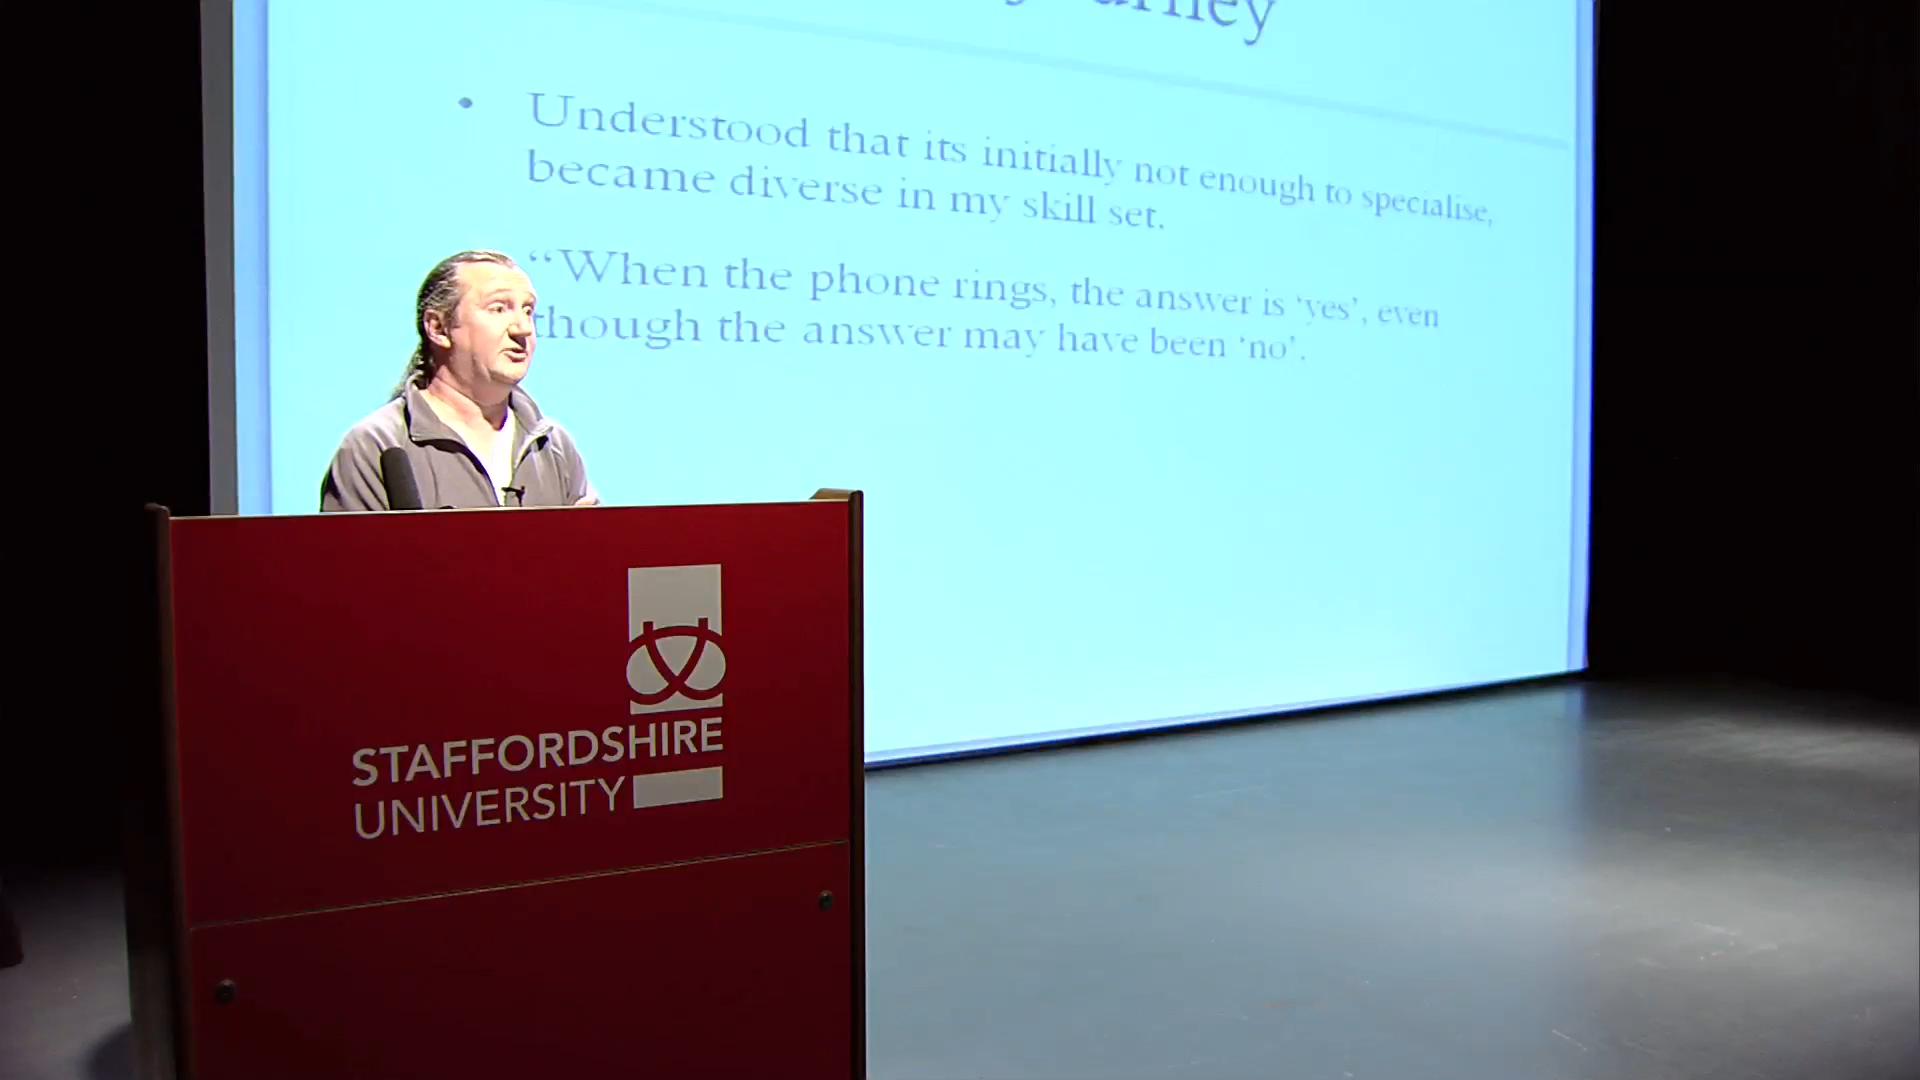 • Understood that its initially not enough to specialise,
became diverse in my skill set.
“When the phone rings, the answer is ‘yes’, even
though the answer may have been ‘no’.
STAFFORDSHIRE
UNIVERSITY